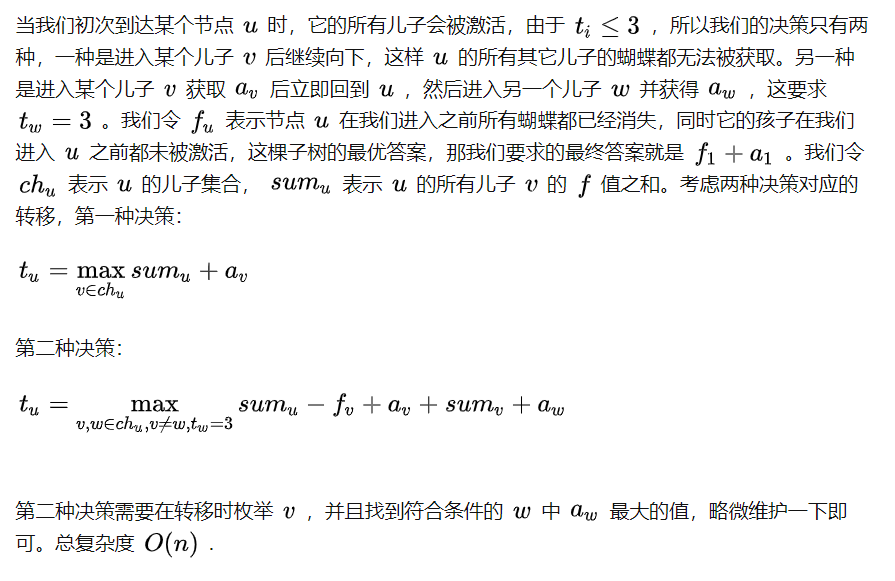 当我们初次到达某个节点 u 时，它的所有儿子会被激活，由于 t_i ≤ 3 ，所以我们的决策只有两
种，一种是进入某个儿子 v 后继续向下，这样 u 的所有其它儿子的蝴蝶都无法被获取。另一种
是进入某个儿子 v 获取 a_v 后立即回到 u ，然后进入另一个儿子 w 并获得 a_w ，这要求
t_w = 3 。我们令 f_u 表示节点 u 在我们进入之前所有蝴蝶都已经消失，同时它的孩子在我们
进入 u 之前都未被激活，这棵子树的最优答案，那我们要求的最终答案就是 f_1 + a_1 。我们令
ch_u 表示 u 的儿子集合， sum_u 表示 u 的所有儿子 v 的 f 值之和。考虑两种决策对应的
转移，第一种决策：
t_u = max_{v∈ch_u} sum_u + a_v
第二种决策：
t_u = max_{v,w∈ch_u,v≠w,t_w=3} sum_u − f_v + a_v + sum_v + a_w
第二种决策需要在转移时枚举 v ，并且找到符合条件的 w 中 a_w 最大的值，略微维护一下即
可。总复杂度 O(n) .